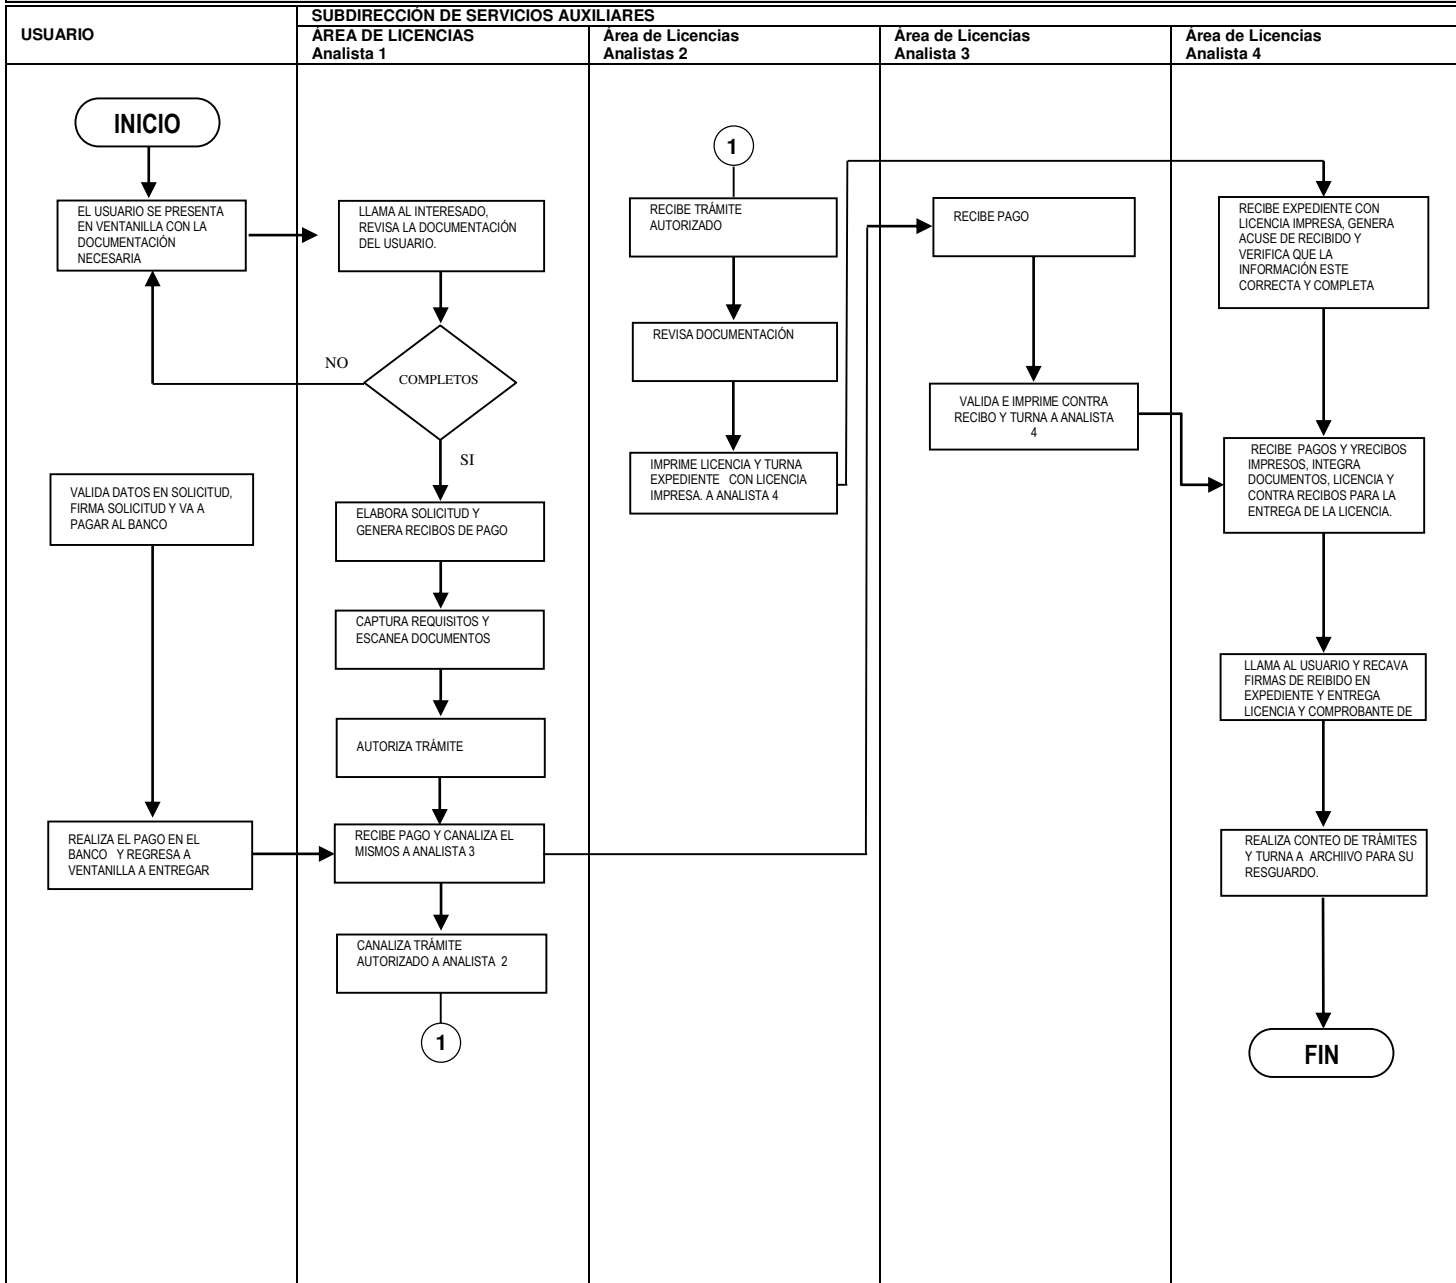 SUBDIRECCIÓN DE SERVICIOS AUXILIARES
USUARIO
ÁREA DE LICENCIAS
Analista 1
Área de Licencias
Analistas 2
Área de Licencias
Analista 3
Área de Licencias
Analista 4
INICIO
EL USUARIO SE PRESENTA
EN VENTANILLA CON LA
DOCUMENTACIÓN
NECESARIA
VALIDA DATOS EN SOLICITUD,
FIRMA SOLICITUD Y VA A
PAGAR AL BANCO
REALIZA EL PAGO EN EL
BANCO Y REGRESA A
VENTANILLA A ENTREGAR
LLAMA AL INTERESADO,
REVISA LA DOCUMENTACIÓN
DEL USUARIO.
NO
COMPLETOS
SI
ELABORA SOLICITUD Y
GENERA RECIBOS DE PAGO
CAPTURA REQUISITOS Y
ESCANEA DOCUMENTOS
AUTORIZA TRÁMITE
RECIBE PAGO Y CANALIZA EL
MISMOS A ANALISTA 3
CANALIZA TRÁMITE
AUTORIZADO A ANALISTA 2
1
1
RECIBE TRÁMITE
AUTORIZADO
REVISA DOCUMENTACIÓN
IMPRIME LICENCIA Y TURNA
EXPEDIENTE CON LICENCIA
IMPRESA. A ANALISTA 4
RECIBE PAGO
VALIDA E IMPRIME CONTRA
RECIBO Y TURNA A ANALISTA
4
RECIBE EXPEDIENTE CON
LICENCIA IMPRESA, GENERA
ACUSE DE RECIBIDO Y
VERIFICA QUE LA
INFORMACIÓN ESTE
CORRECTA Y COMPLETA
RECIBE PAGOS Y YRECIBOS
IMPRESOS, INTEGRA
DOCUMENTOS, LICENCIA Y
CONTRA RECIBOS PARA LA
ENTREGA DE LA LICENCIA.
LLAMA AL USUARIO Y RECAVA
FIRMAS DE REIBIDO EN
EXPEDIENTE Y ENTREGA
LICENCIA Y COMPROBANTE DE
REALIZA CONTEO DE TRÁMITES
Y TURNA A ARCHIIVO PARA SU
RESGUARDO.
FIN